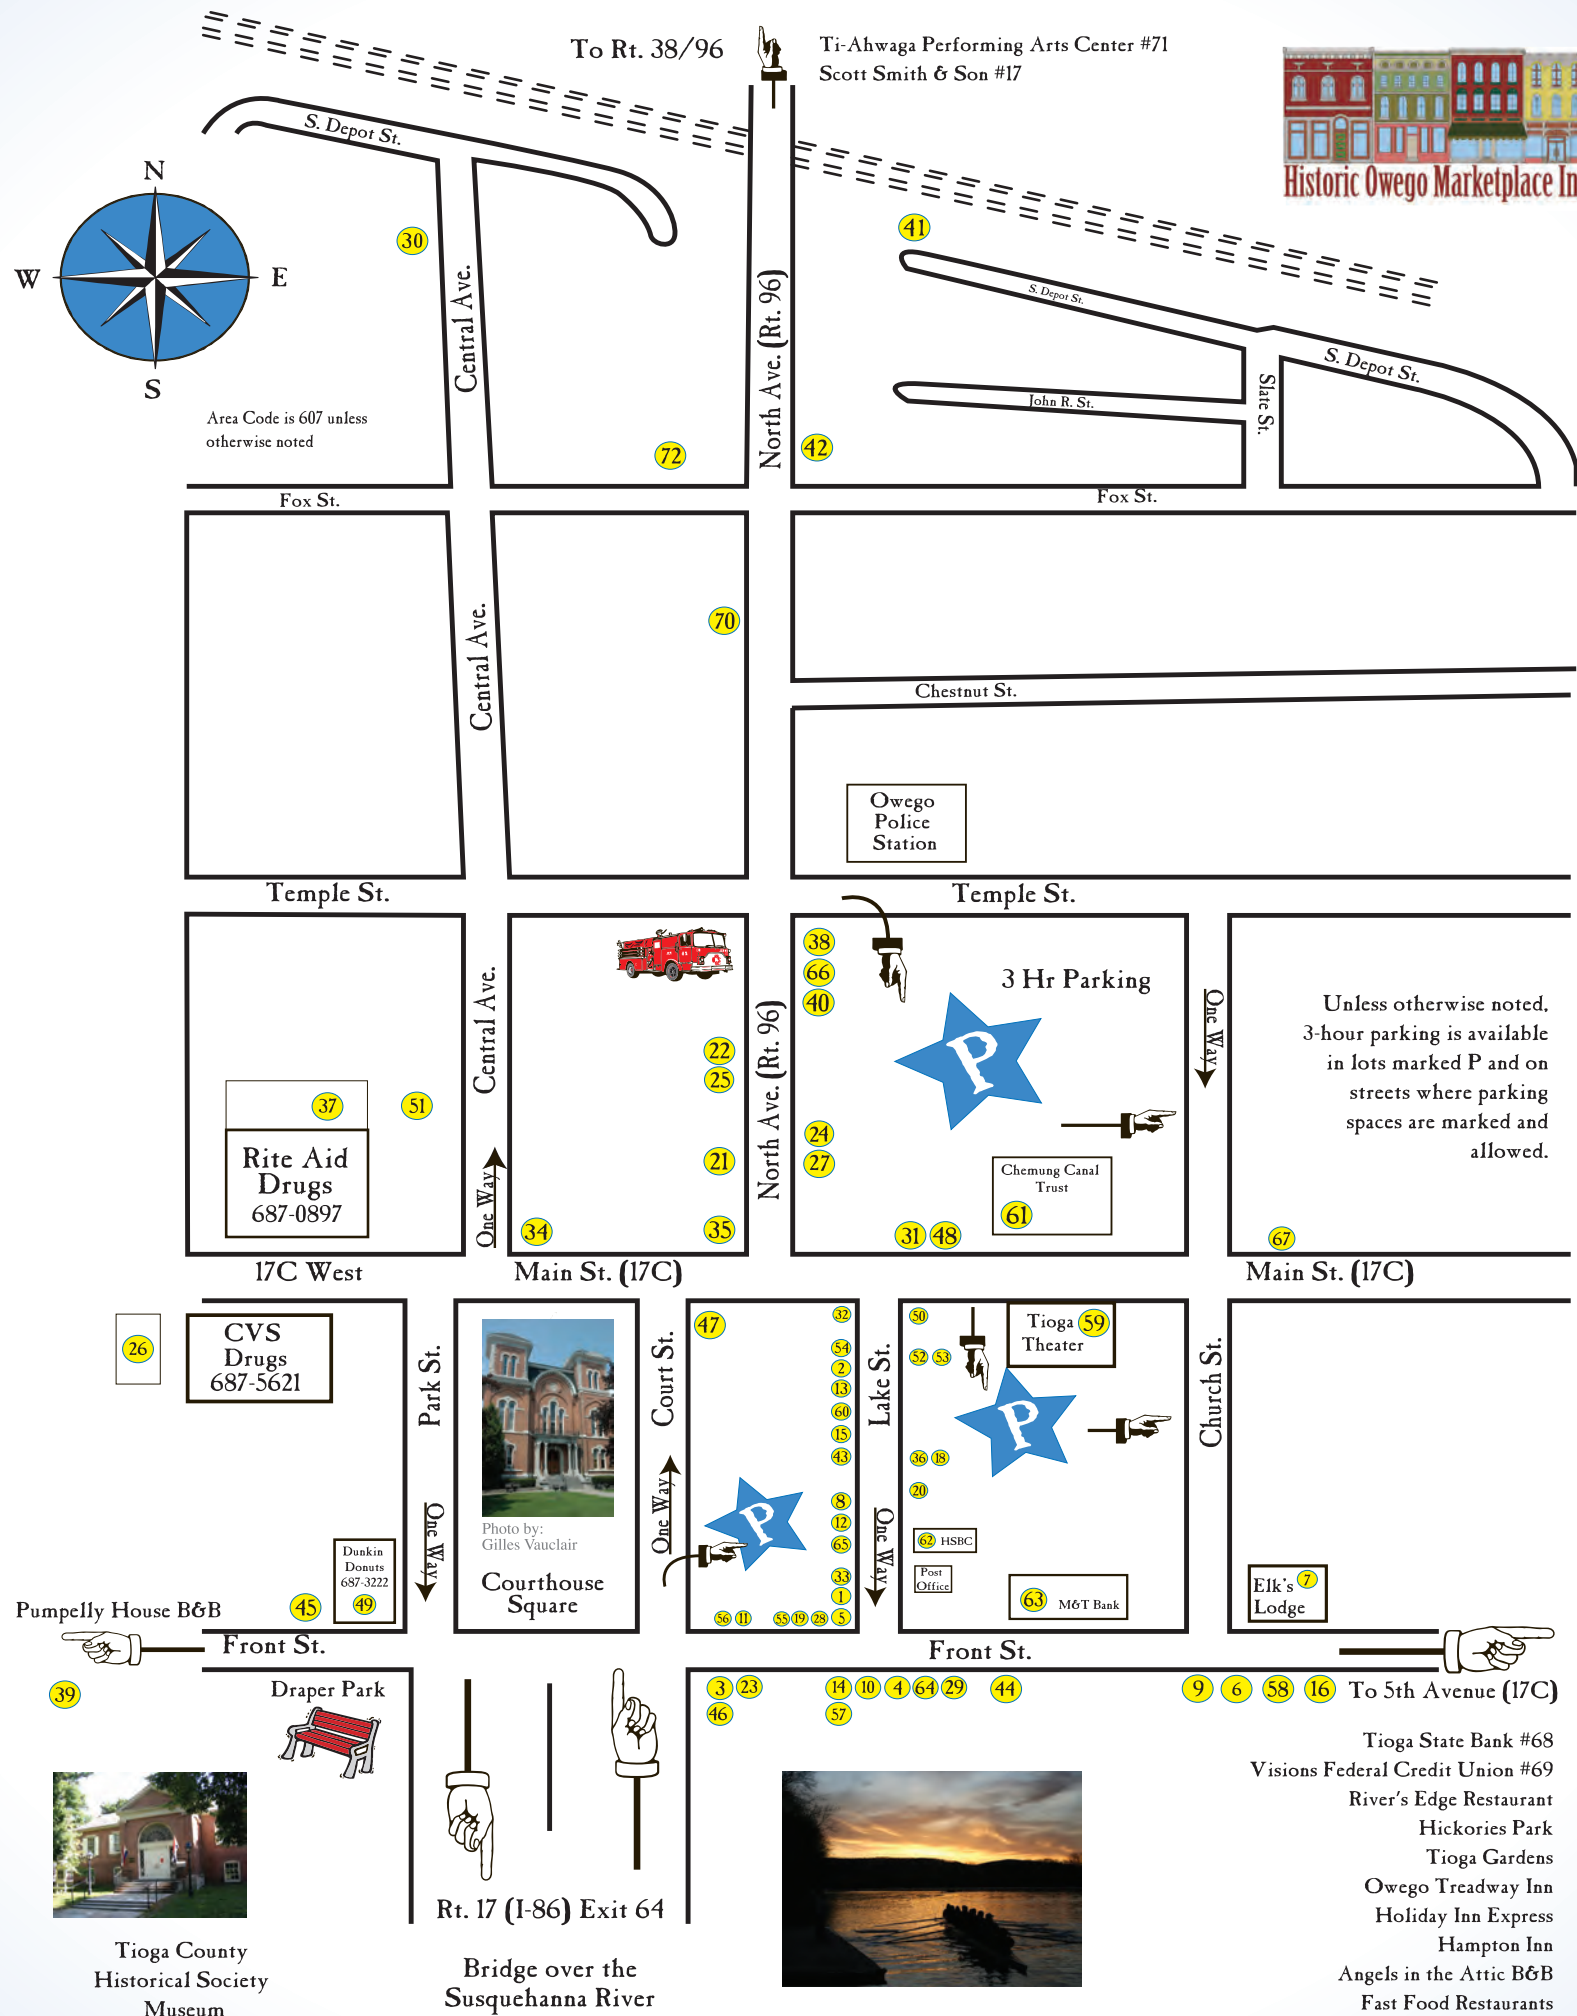 To Rt. 38/96
Ti-Ahwaga Performing Arts Center #71
Scott Smith & Son #17
Historic Owego Marketplace In
S. Depot St.
N
W
E
S
30
41
Central Ave.
North Ave. (Rt. 96)
S. Depot St.
S. Depot St.
John R. St.
Slate St.
Area Code is 607 unless
otherwise noted
72
42
Fox St.
Fox St.
70
Central Ave.
Chestnut St.
Owego
Police
Station
Temple St.
Temple St.
38
66
40
3 Hr Parking
P
Central Ave.
North Ave. (Rt. 96)
One Way
Unless otherwise noted,
3-hour parking is available
in lots marked P and on
streets where parking
spaces are marked and
allowed.
22
25
37
51
24
27
21
Rite Aid
Drugs
687-0897
One Way
Chemung Canal
Trust
61
34
35
31
48
67
17C West
Main St. (17C)
Main St. (17C)
26
CVS
Drugs
687-5621
Park St.
Court St.
Lake St.
Church St.
47
32
54
2
13
60
15
43
8
12
65
33
1
5
50
52
53
Tioga
Theater
59
P
36
18
20
62
HSBC
Post
Office
63
M&T Bank
P
One Way
One Way
One Way
Photo by:
Gilles Vauclair
Courthouse
Square
Dunkin
Donuts
687-3222
49
45
56
11
55
19
28
Elk's
Lodge
7
Pumpelly House B&B
Front St.
Front St.
39
Draper Park
3
23
46
14
10
4
64
29
44
57
9
6
58
16
To 5th Avenue (17C)
Tioga State Bank #68
Visions Federal Credit Union #69
River's Edge Restaurant
Hickories Park
Tioga Gardens
Owego Treadway Inn
Holiday Inn Express
Hampton Inn
Angels in the Attic B&B
Fast Food Restaurants
Rt. 17 (I-86) Exit 64
Bridge over the
Susquehanna River
Tioga County
Historical Society
Museum